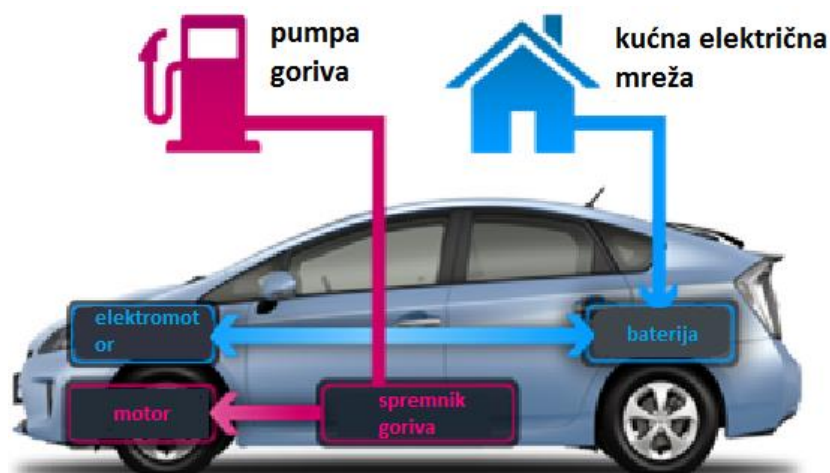 pumpa
goriva
kućna električna
mreža
elektromot
or
baterija
motor
spremnik
goriva